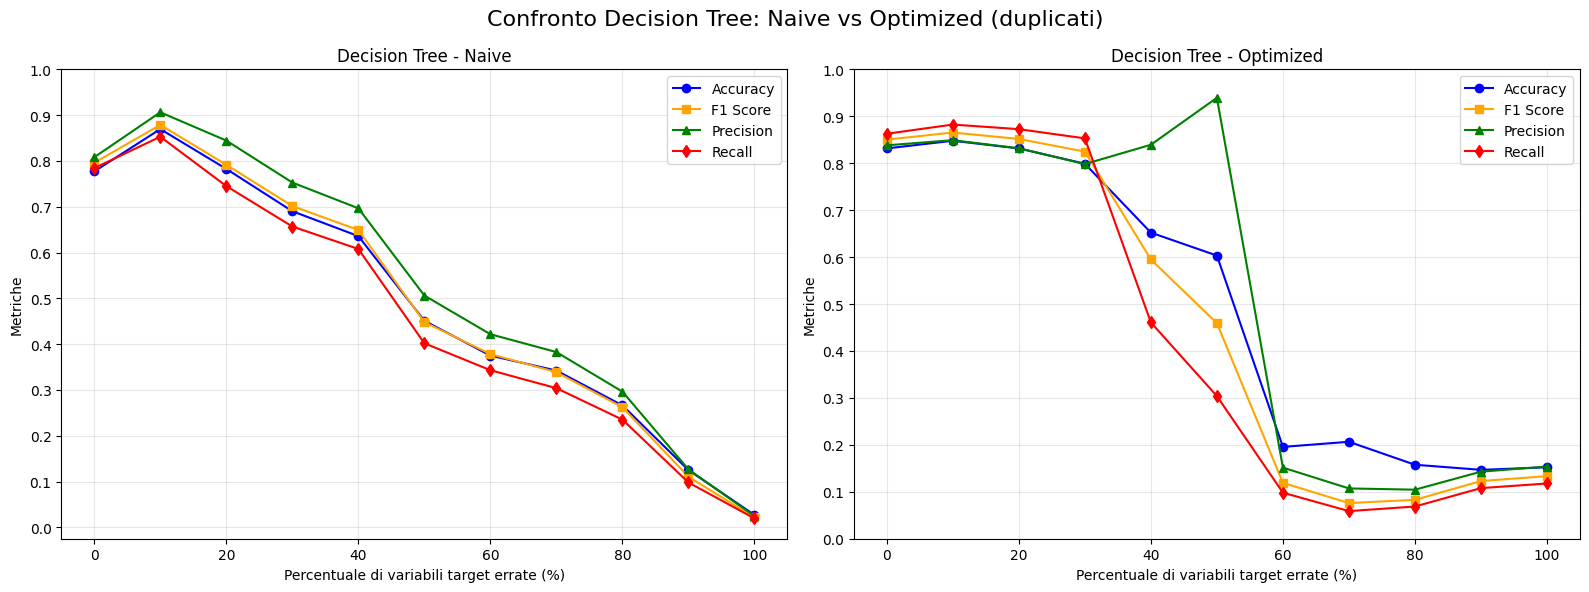 Confronto Decision Tree: Naive vs Optimized (duplicati)
Decision Tree - Naive
1.0
0.9
0.8
0.7
0.6
0.5
0.4
0.3
0.2
0.1
0.0
Metriche
Accuracy
F1 Score
Precision
Recall
0 20 40 60 80 100
Percentuale di variabili target errate (%)
Decision Tree - Optimized
1.0
0.9
0.8
0.7
0.6
0.5
0.4
0.3
0.2
0.1
0.0
Metriche
Accuracy
F1 Score
Precision
Recall
0 20 40 60 80 100
Percentuale di variabili target errate (%)